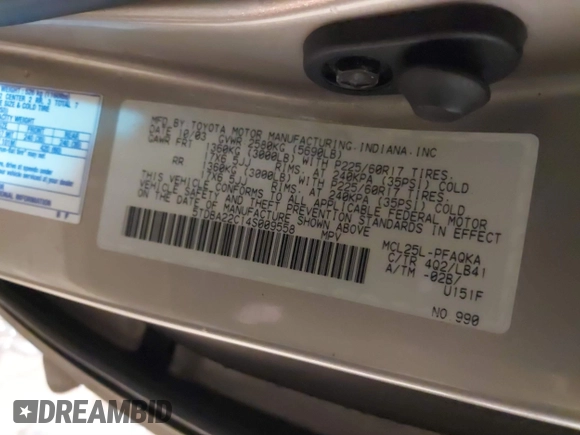 MFD BY TOYOTA MOTOR MANUFACTURING, INDIANA, INC
DATE 10/03 GVWR 2580KG (5690LB)
GAWR FRT 1360KG (3000LB) WITH P225/60R17 TIRES,
17X6.5JJ RIMS, AT 240KPA (35PSI) COLD
RR 1360KG (3000LB) WITH P225/60R17 TIRES,
17X6.5JJ RIMS, AT 240KPA (35PSI) COLD
THIS VEHICLE CONFORMS TO ALL APPLICABLE FEDERAL MOTOR
VEHICLE SAFETY AND THEFT PREVENTION STANDARDS IN EFFECT
ON THE DATE OF MANUFACTURE SHOWN ABOVE.
5TDBA22C14S009558 MPV
MCL25L-PFAQKA
C/TR 4Q2/LB41
A/TM -02B/
U151F
NO 990
DREAMBID